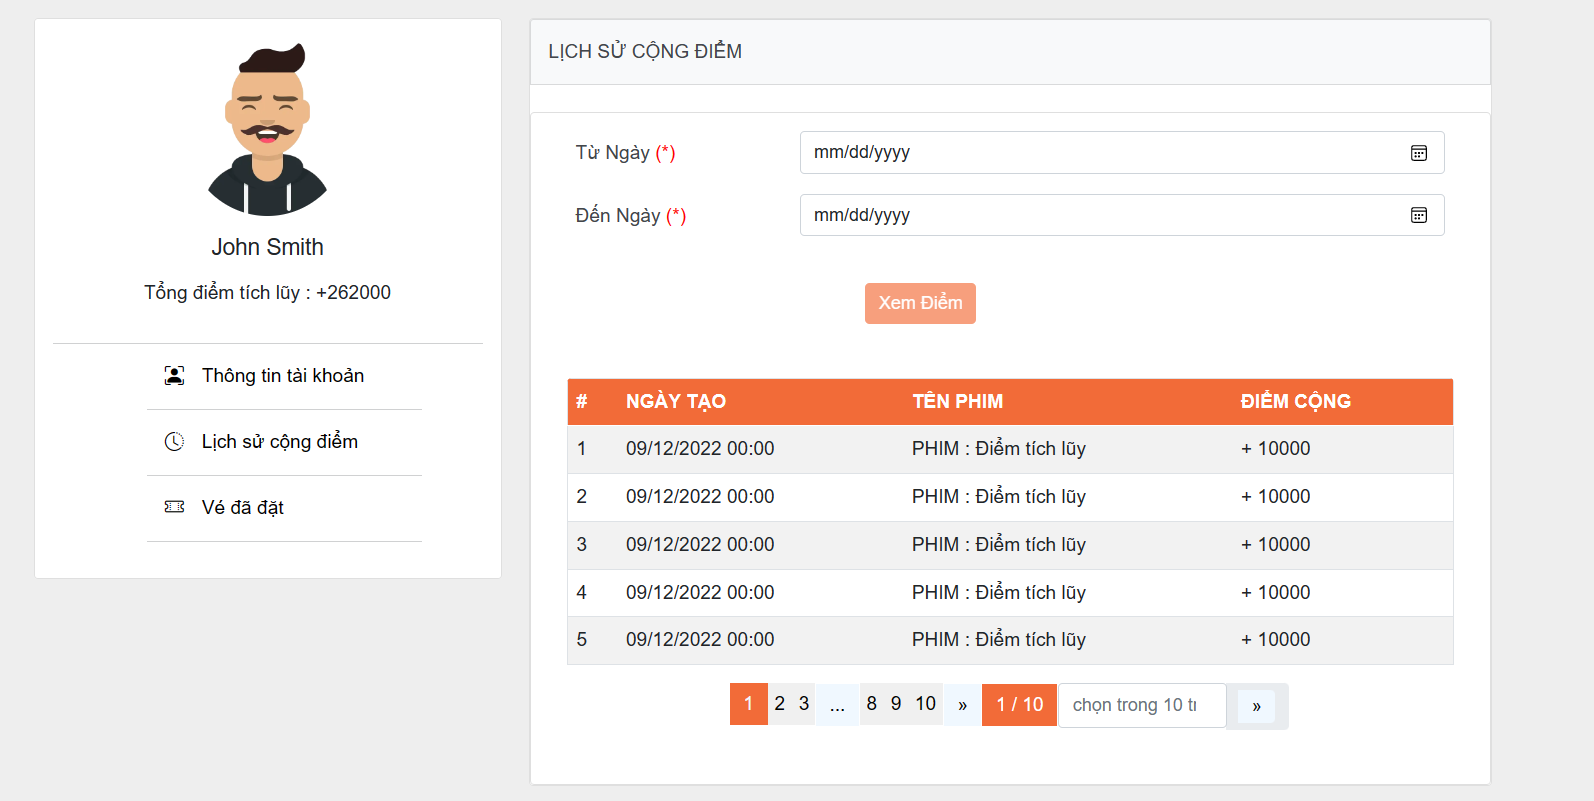 John Smith
Tổng điểm tích lũy : +262000
Thông tin tài khoản
Lịch sử cộng điểm
Vé đã đặt
LỊCH SỬ CỘNG ĐIỂM
Từ Ngày (*) mm/dd/yyyy
Đến Ngày (*) mm/dd/yyyy
Xem Điểm
# NGÀY TẠO TÊN PHIM ĐIỂM CỘNG
1 09/12/2022 00:00 PHIM : Điểm tích lũy + 10000
2 09/12/2022 00:00 PHIM : Điểm tích lũy + 10000
3 09/12/2022 00:00 PHIM : Điểm tích lũy + 10000
4 09/12/2022 00:00 PHIM : Điểm tích lũy + 10000
5 09/12/2022 00:00 PHIM : Điểm tích lũy + 10000
1 2 3 ... 8 9 10 » 1 / 10 chọn trong 10 »